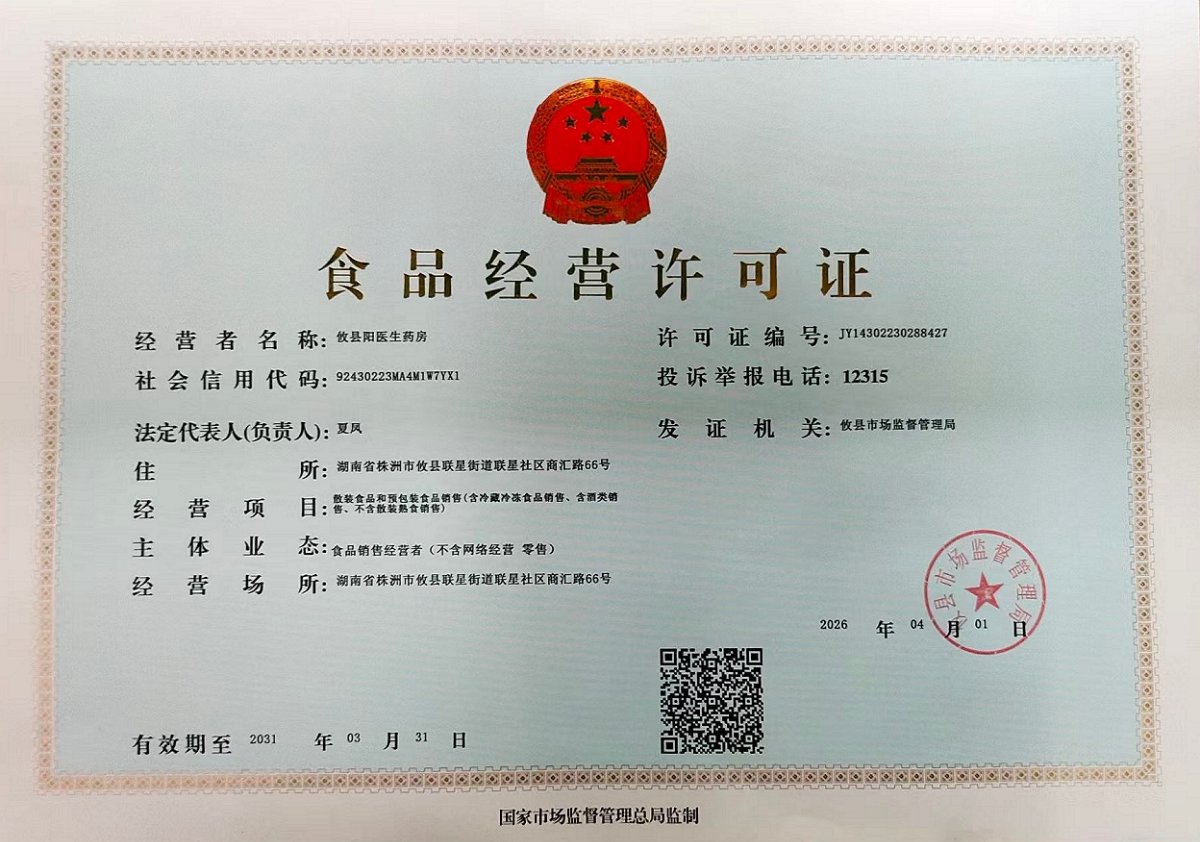 食品经营许可证
经营者名称: 攸县阳医生药房
许可证编号: JY14302230288427
社会信用代码: 92430223MA4M1W7YX1
投诉举报电话: 12315
法定代表人(负责人): 夏凤
发证机关: 攸县市场监督管理局
住所: 湖南省株洲市攸县联星街道联星社区商汇路66号
经营项目: 散装食品和预包装食品销售(含冷藏冷冻食品销售、含酒类销
售、不含散装熟食销售)
主体业态: 食品销售经营者（不含网络经营 零售）
经营场所: 湖南省株洲市攸县联星街道联星社区商汇路66号
县市场监督管理局
2026 年 04 月 01 日
有效期至 2031 年 03 月 31 日
国家市场监督管理总局监制